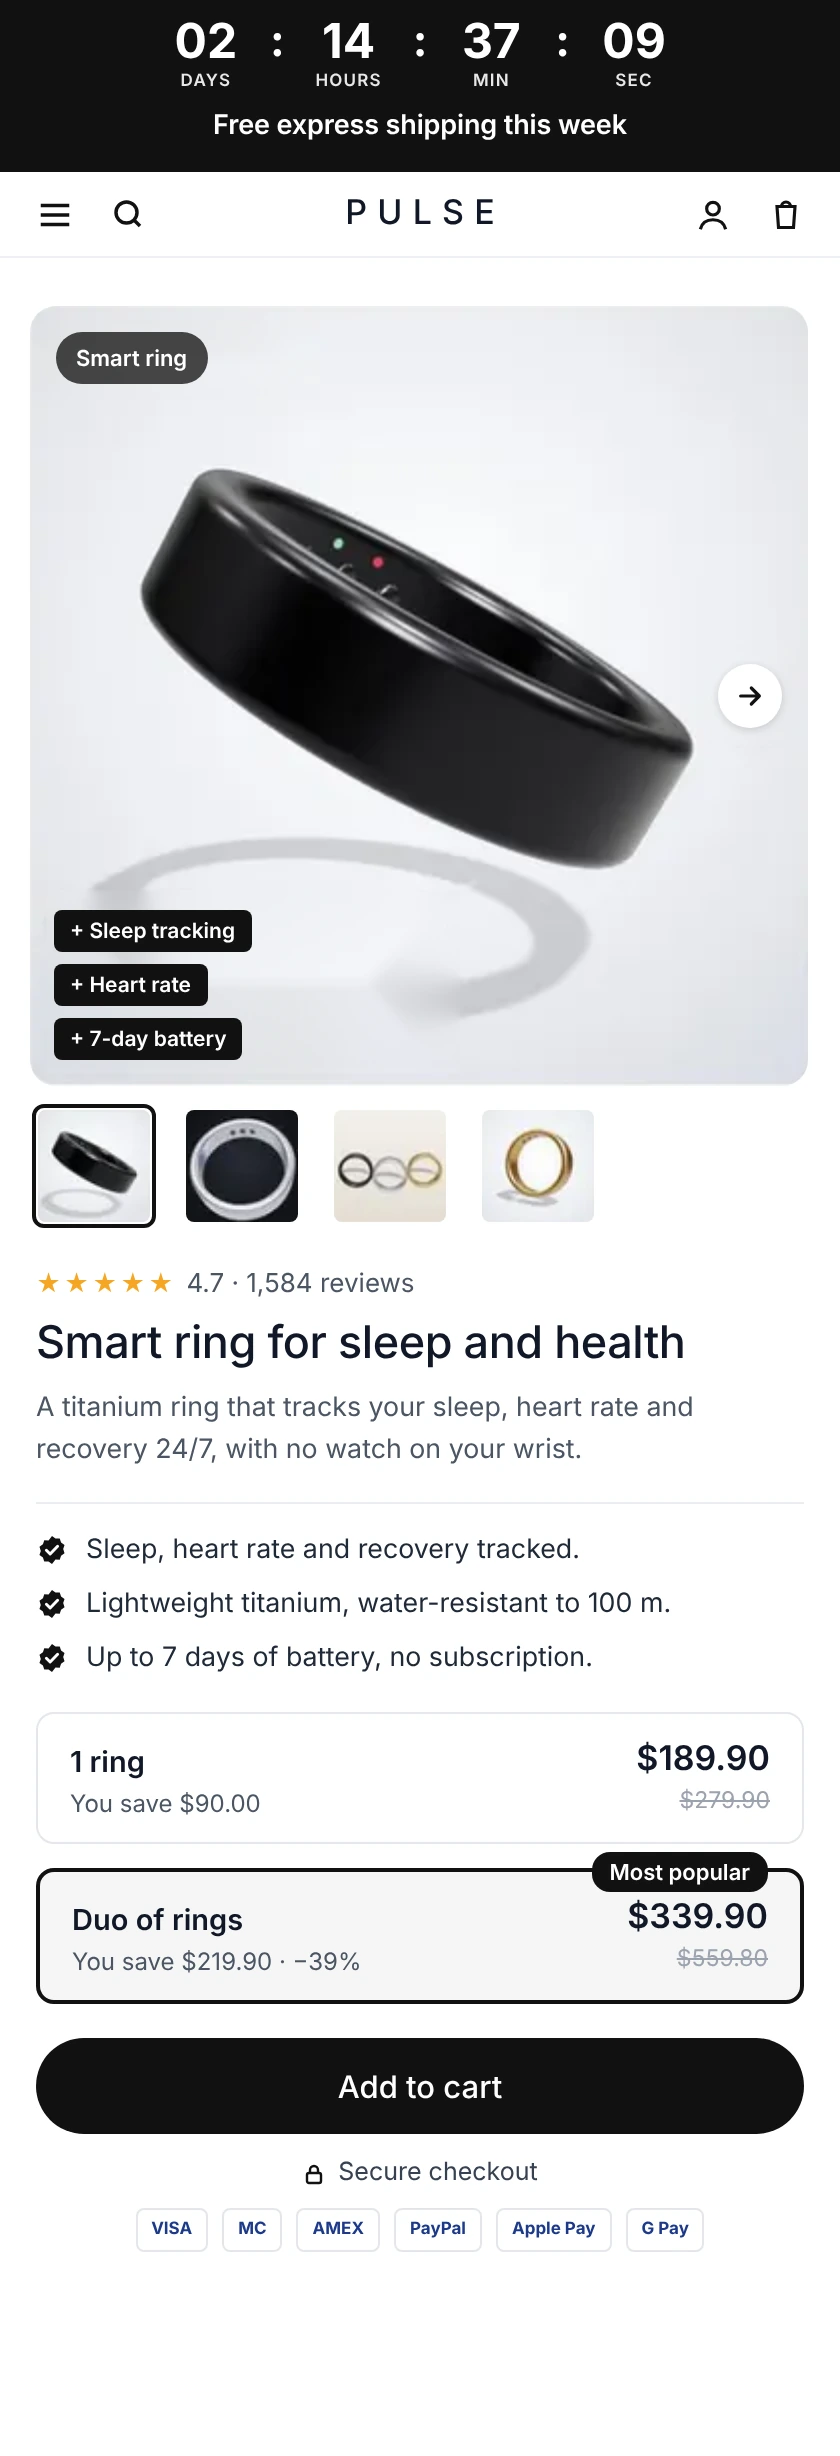 02 : 14 : 37 : 09
DAYS HOURS MIN SEC
Free express shipping this week
PULSE
Smart ring
+ Sleep tracking
+ Heart rate
+ 7-day battery
★★★★★ 4.7 · 1,584 reviews
Smart ring for sleep and health
A titanium ring that tracks your sleep, heart rate and
recovery 24/7, with no watch on your wrist.
Sleep, heart rate and recovery tracked.
Lightweight titanium, water-resistant to 100 m.
Up to 7 days of battery, no subscription.
1 ring $189.90
You save $90.00 $279.90
Most popular
Duo of rings $339.90
You save $219.90 · −39% $559.80
Add to cart
Secure checkout
VISA MC AMEX PayPal Apple Pay G Pay